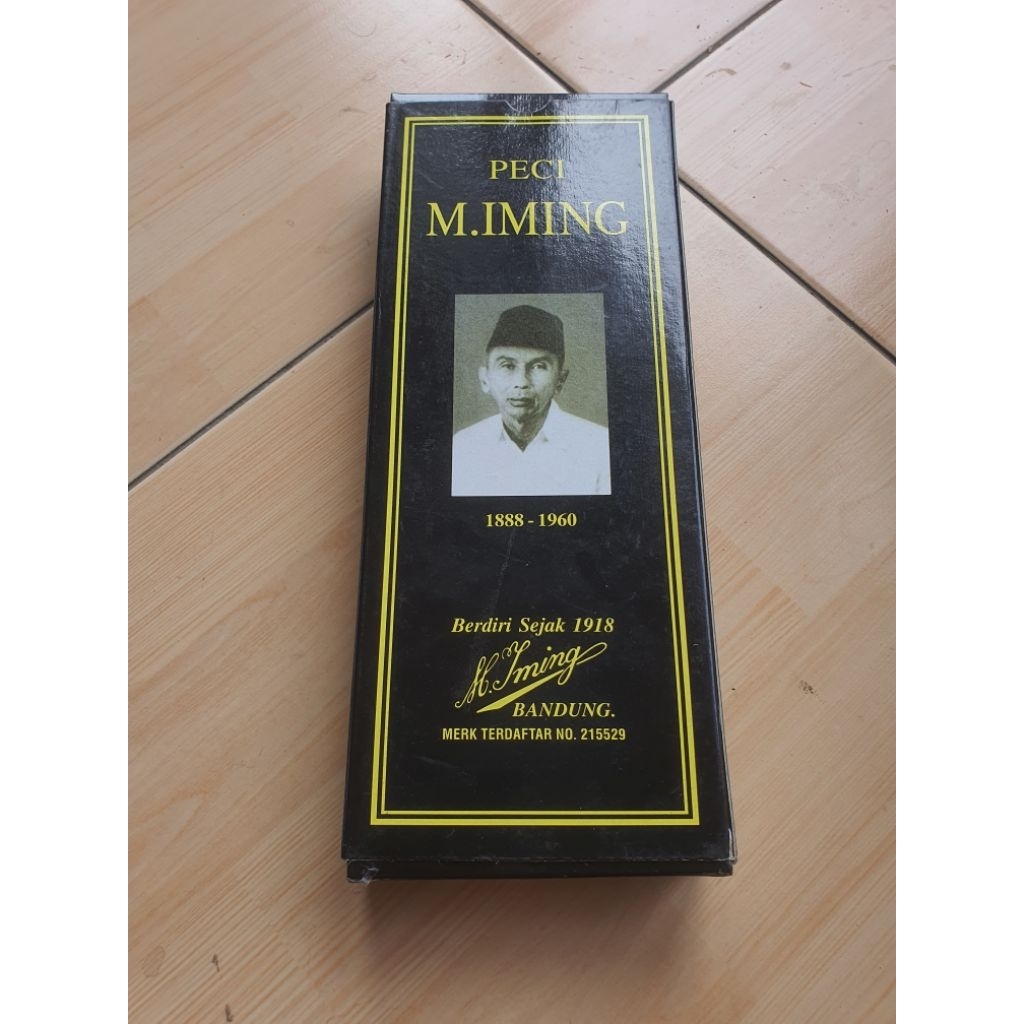 PECI
M.IMING
1888 - 1960
Berdiri Sejak 1918
M.Iming
BANDUNG.
MERK TERDAFTAR NO. 215529